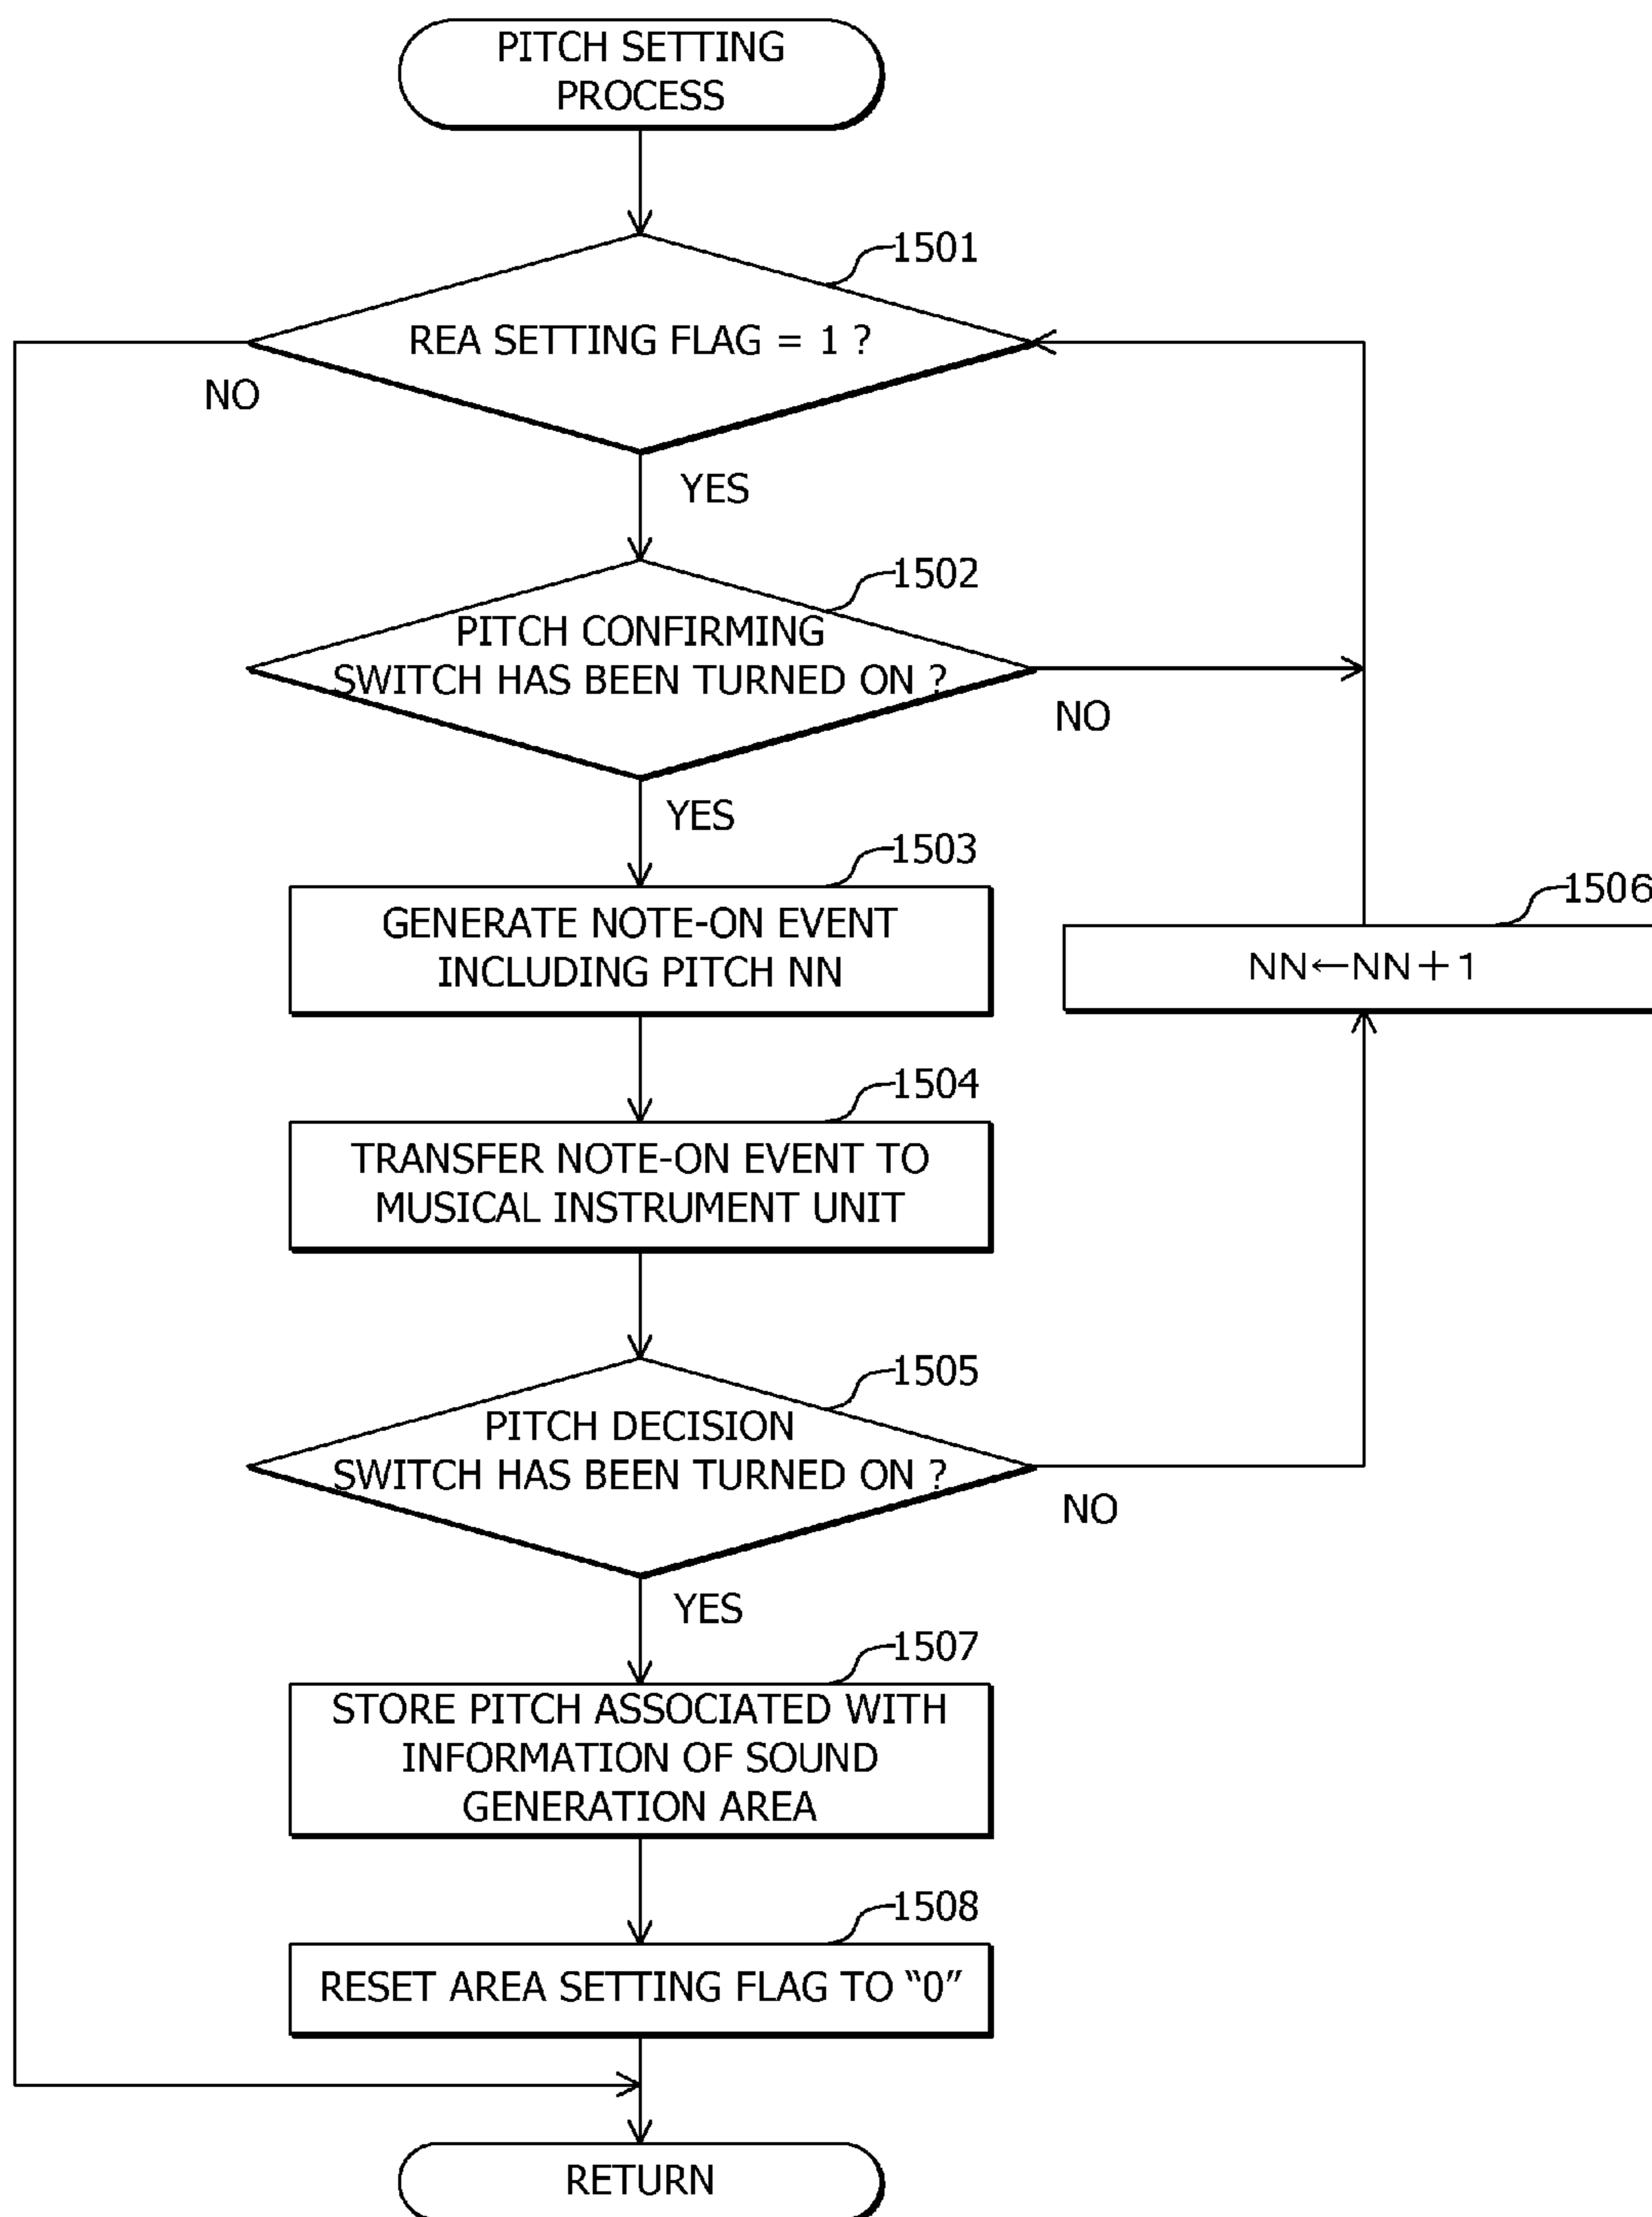 PITCH SETTING
PROCESS
1501
REA SETTING FLAG = 1 ?
NO
YES
1502
PITCH CONFIRMING
SWITCH HAS BEEN TURNED ON ?
NO
YES
1503
GENERATE NOTE-ON EVENT
INCLUDING PITCH NN
1506
NN←NN+1
1504
TRANSFER NOTE-ON EVENT TO
MUSICAL INSTRUMENT UNIT
1505
PITCH DECISION
SWITCH HAS BEEN TURNED ON ?
NO
YES
1507
STORE PITCH ASSOCIATED WITH
INFORMATION OF SOUND
GENERATION AREA
1508
RESET AREA SETTING FLAG TO “0”
RETURN